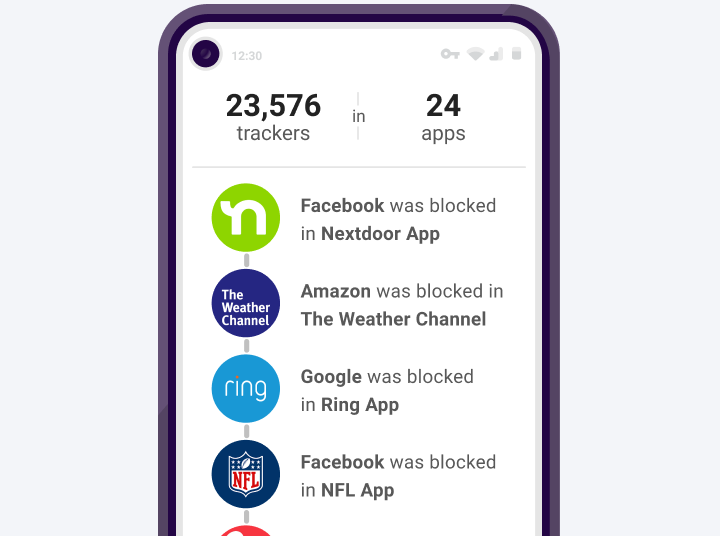 12:30
23,576 in 24
trackers apps
n
Facebook was blocked
in Nextdoor App
The
Weather
Channel
Amazon was blocked in
The Weather Channel
ring
Google was blocked
in Ring App
NFL
Facebook was blocked
in NFL App